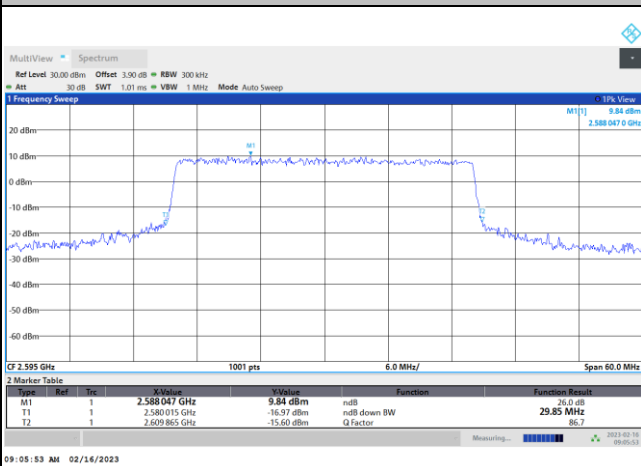 MultiView Spectrum
Ref Level 30.00 dBm Offset 3.90 dB RBW 300 kHz
Att 30 dB SWT 1.01 ms VBW 1 MHz Mode Auto Sweep
1 Frequency Sweep 1Pk View
M1[1] 9.84 dBm
2.588 047 0 GHz
20 dBm
M1
10 dBm
0 dBm
-10 dBm
T1 T2
-20 dBm
-30 dBm
-40 dBm
-50 dBm
-60 dBm
CF 2.595 GHz 1001 pts 6.0 MHz/ Span 60.0 MHz
2 Marker Table
Type Ref Trc X-Value Y-Value Function Function Result
M1 1 2.588 047 GHz 9.84 dBm ndB 26.0 dB
T1 1 2.580 015 GHz -16.97 dBm ndB down BW 29.85 MHz
T2 1 2.609 865 GHz -15.60 dBm Q Factor 86.7
Measuring... 2023-02-16
09:05:53
09:05:53 AM 02/16/2023